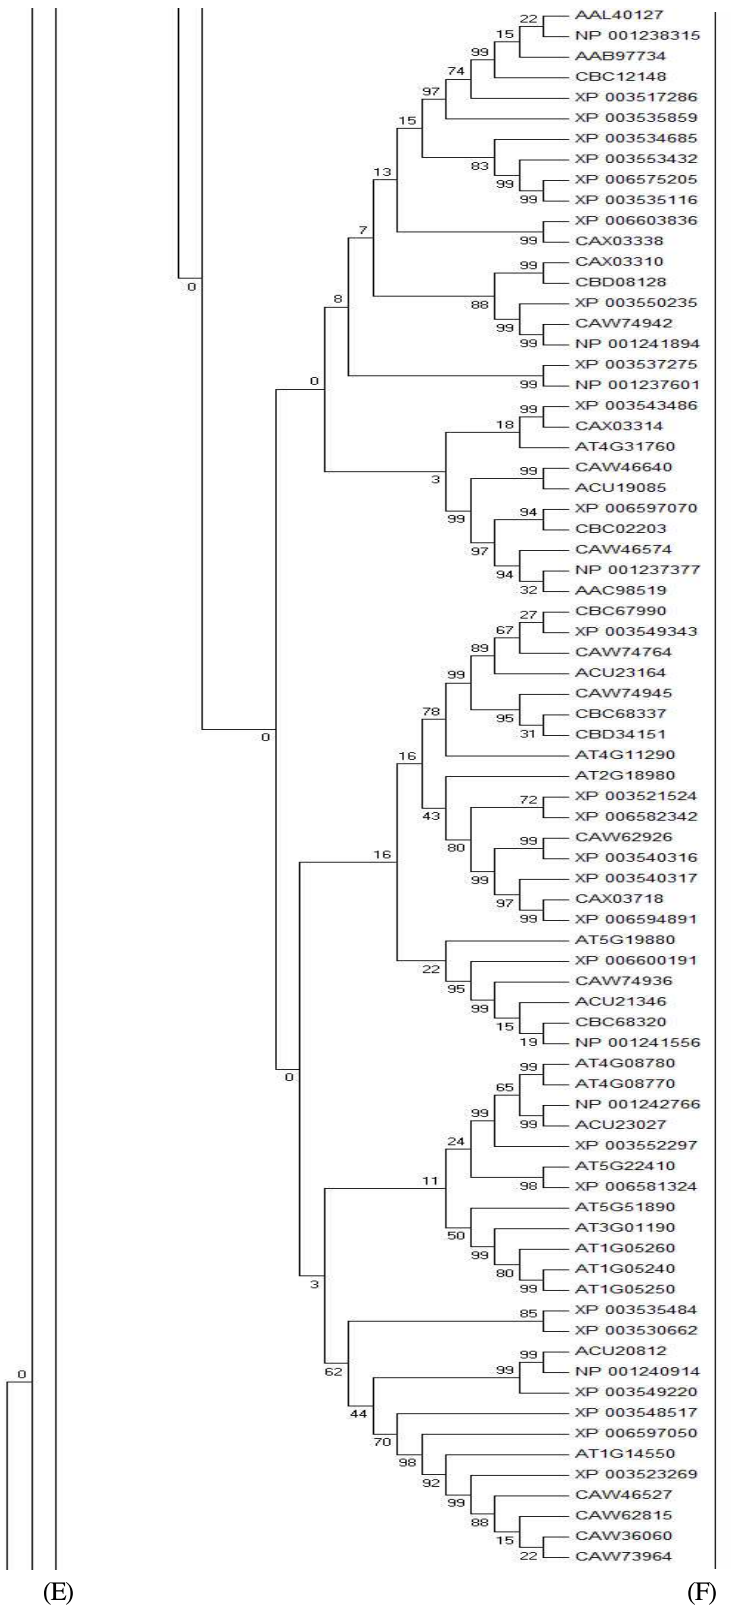 AAL40127
22
NP 001238315
15
AAB97734
99
CBC12148
74
XP 003517286
97
XP 003535859
15
XP 003534685
XP 003553432
83
XP 006575205
99
XP 003535116
99
13
XP 006603836
7
CAX03338
99
CAX03310
99
CBD08128
0
8
XP 003550235
88
CAW74942
99
NP 001241894
99
XP 003537275
0
NP 001237601
99
XP 003543486
99
CAX03314
18
AT4G31760
CAW46640
99
3
ACU19085
XP 006597070
94
99
CBC02203
CAW46574
97
NP 001237377
94
AAC98519
32
CBC67990
27
XP 003549343
67
CAW74764
89
ACU23164
99
CAW74945
78
CBC68337
95
CBD34151
31
0
AT4G11290
16
AT2G18980
XP 003521524
72
XP 006582342
43
CAW62926
99
80
XP 003540316
16
XP 003540317
99
CAX03718
97
XP 006594891
99
AT5G19880
XP 006600191
22
CAW74936
95
ACU21346
99
CBC68320
15
NP 001241556
19
AT4G08780
99
0
AT4G08770
65
NP 001242766
99
ACU23027
99
XP 003552297
24
AT5G22410
11
XP 006581324
98
AT5G51890
AT3G01190
50
AT1G05260
99
AT1G05240
80
AT1G05250
99
3
XP 003535484
85
XP 003530662
ACU20812
99
NP 001240914
99
62
0
XP 003549220
XP 003548517
44
XP 006597050
70
AT1G14550
98
XP 003523269
92
CAW46527
99
CAW62815
88
CAW36060
15
CAW73964
22
(E)
(F)